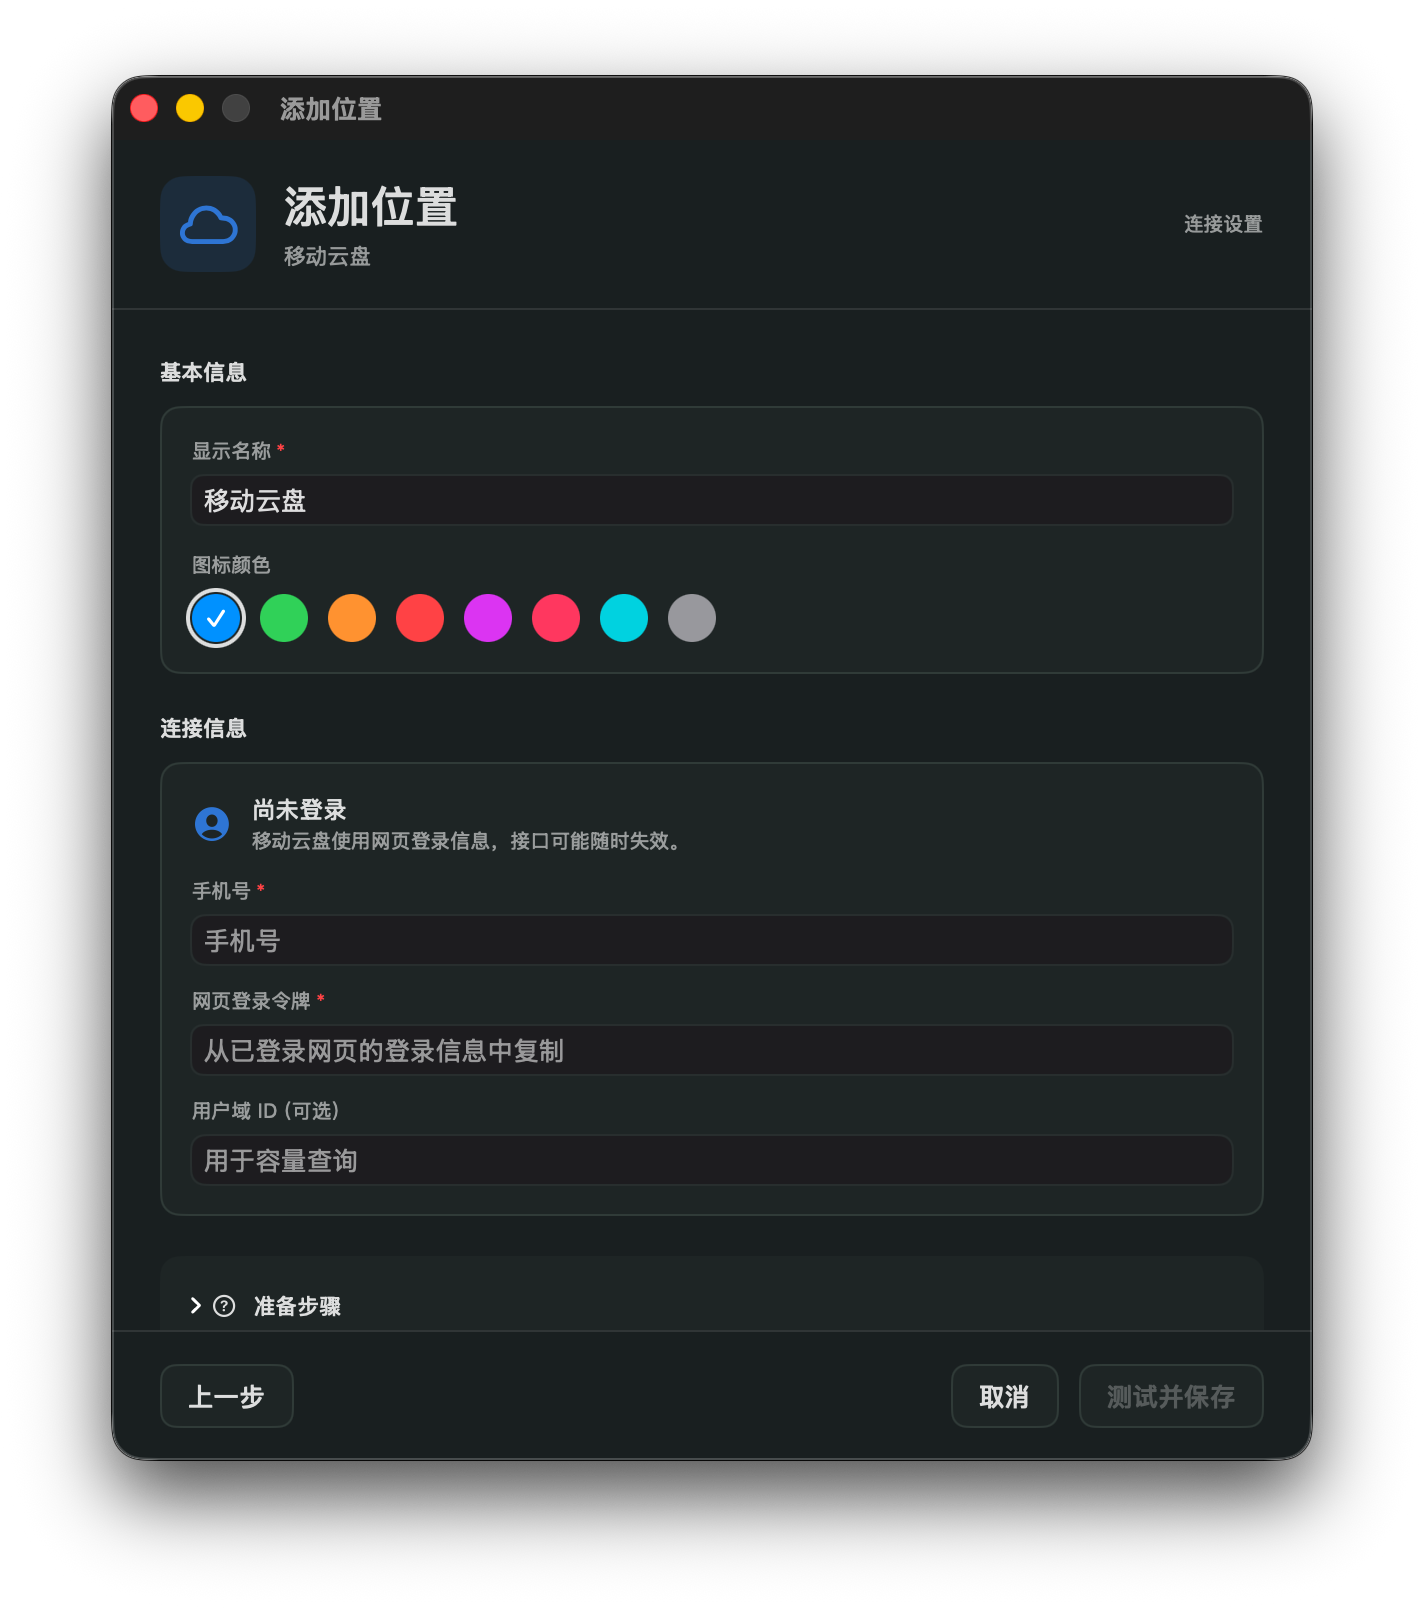 添加位置
添加位置
移动云盘
连接设置
基本信息
显示名称 *
移动云盘
图标颜色
连接信息
尚未登录
移动云盘使用网页登录信息，接口可能随时失效。
手机号 *
手机号
网页登录令牌 *
从已登录网页的登录信息中复制
用户域 ID (可选)
用于容量查询
准备步骤
上一步
取消
测试并保存